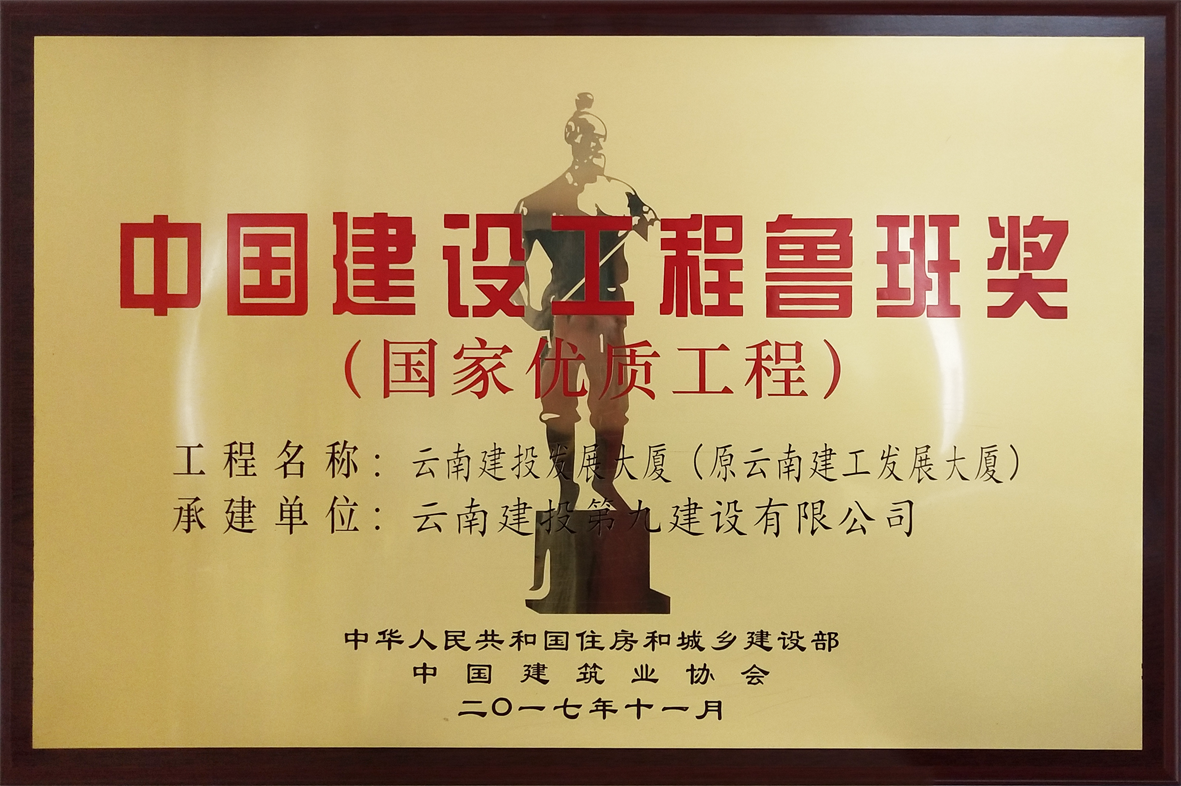 中国建设工程鲁班奖
（国家优质工程）
工程名称：云南建投发展大厦（原云南建工发展大厦）
承建单位：云南建投第九建设有限公司
中华人民共和国住房和城乡建设部
中国建筑业协会
二〇一七年十一月